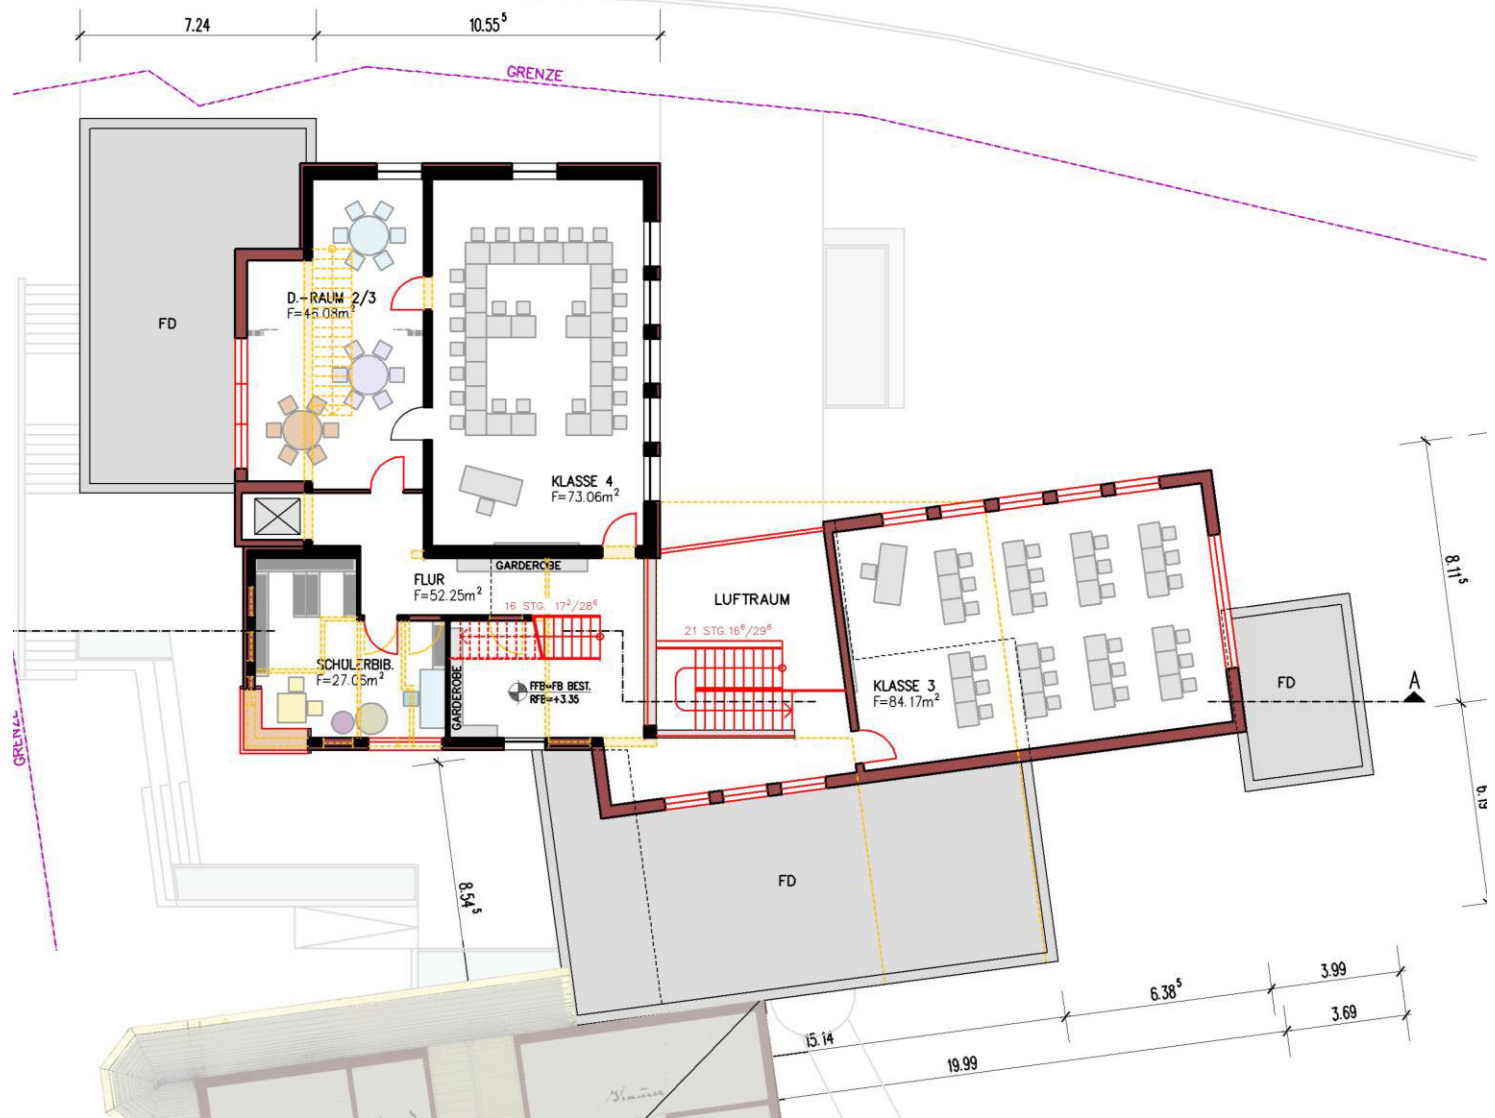 7.24
10.55⁵
GRENZE
FD
D.-RAUM 2/3
F=46.08m²
KLASSE 4
F=73.06m²
GARDEROBE
FLUR
F=52.25m²
16 STG. 17²/28⁶
LUFTRAUM
21 STG.16⁶/29⁶
SCHÜLERBIB.
F=27.06m²
GARDEROBE
FFB=FB BEST.
RFB=+3.35
KLASSE 3
F=84.17m²
FD
A
8.11⁵
6.19
GRENZE
FD
8.54⁵
3.99
6.38⁵
3.69
15.14
19.99